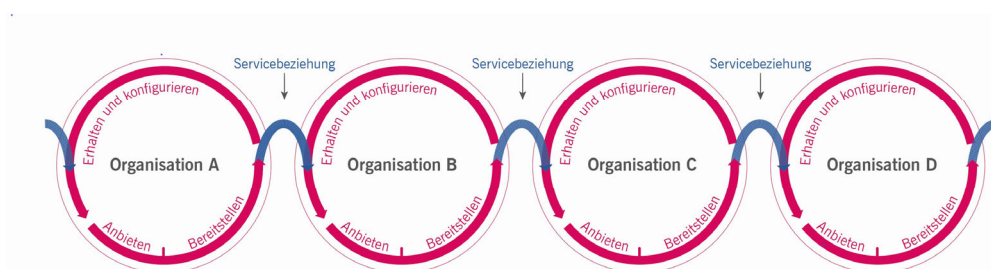 Servicebeziehung
Servicebeziehung
Servicebeziehung
Erhalten und konfigurieren
Organisation A
Anbieten
Bereitstellen
Erhalten und konfigurieren
Organisation B
Anbieten
Bereitstellen
Erhalten und konfigurieren
Organisation C
Anbieten
Bereitstellen
Erhalten und konfigurieren
Organisation D
Anbieten
Bereitstellen